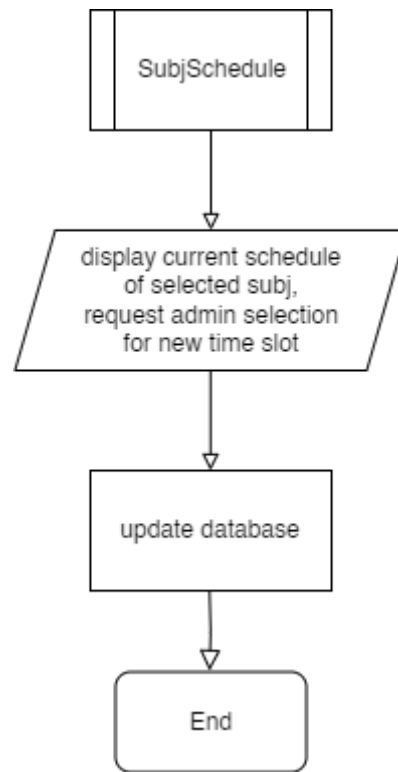 SubjSchedule
display current schedule
of selected subj,
request admin selection
for new time slot
update database
End